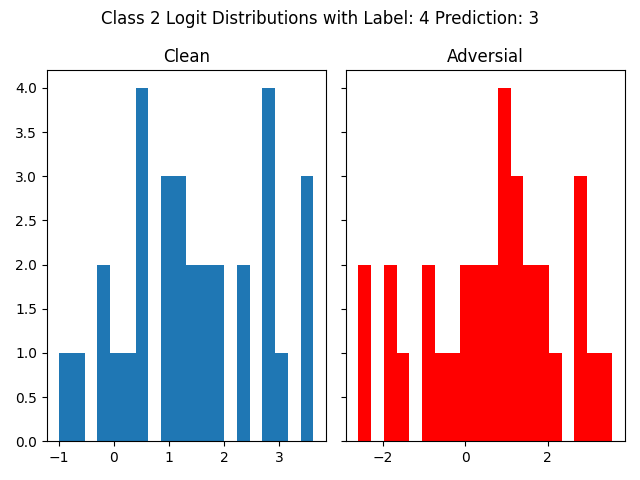 Class 2 Logit Distributions with Label: 4 Prediction: 3
Clean
Adversial
4.0
3.5
3.0
2.5
2.0
1.5
1.0
0.5
0.0
−1 0 1 2 3
−2 0 2